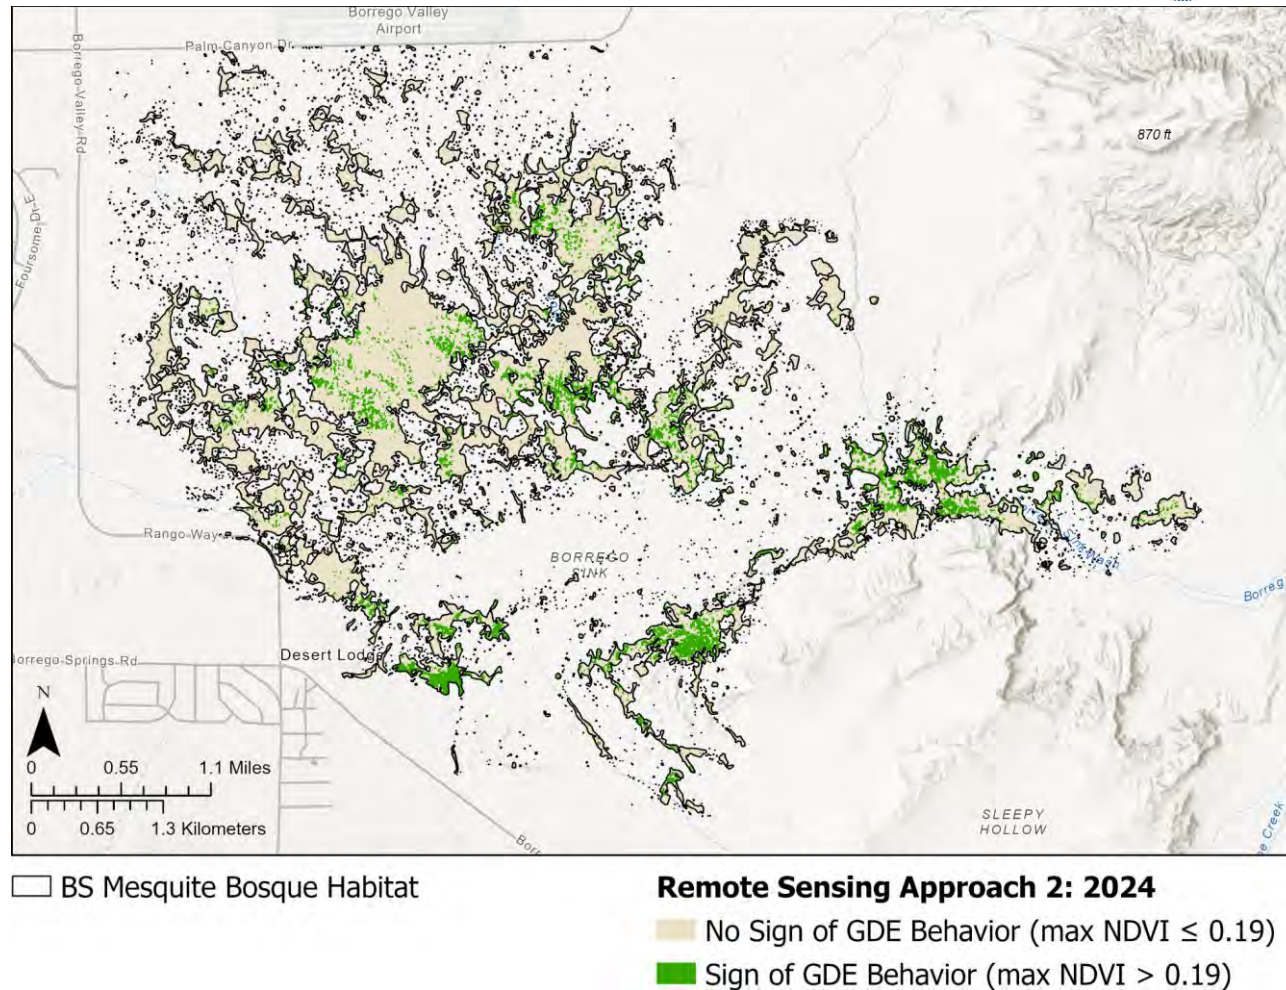 Borrego Valley
Airport
Palm Canyon Dr
Borrego Valley Rd
870 ft
Foursome Dr E
Rango Way
BORREGO
SINK
Borreg
Desert Lodge
Borrego Springs Rd
N
0 0.55 1.1 Miles
0 0.65 1.3 Kilometers
SLEEPY
HOLLOW
Borr
e Creek
BS Mesquite Bosque Habitat
Remote Sensing Approach 2: 2024
No Sign of GDE Behavior (max NDVI ≤ 0.19)
Sign of GDE Behavior (max NDVI > 0.19)